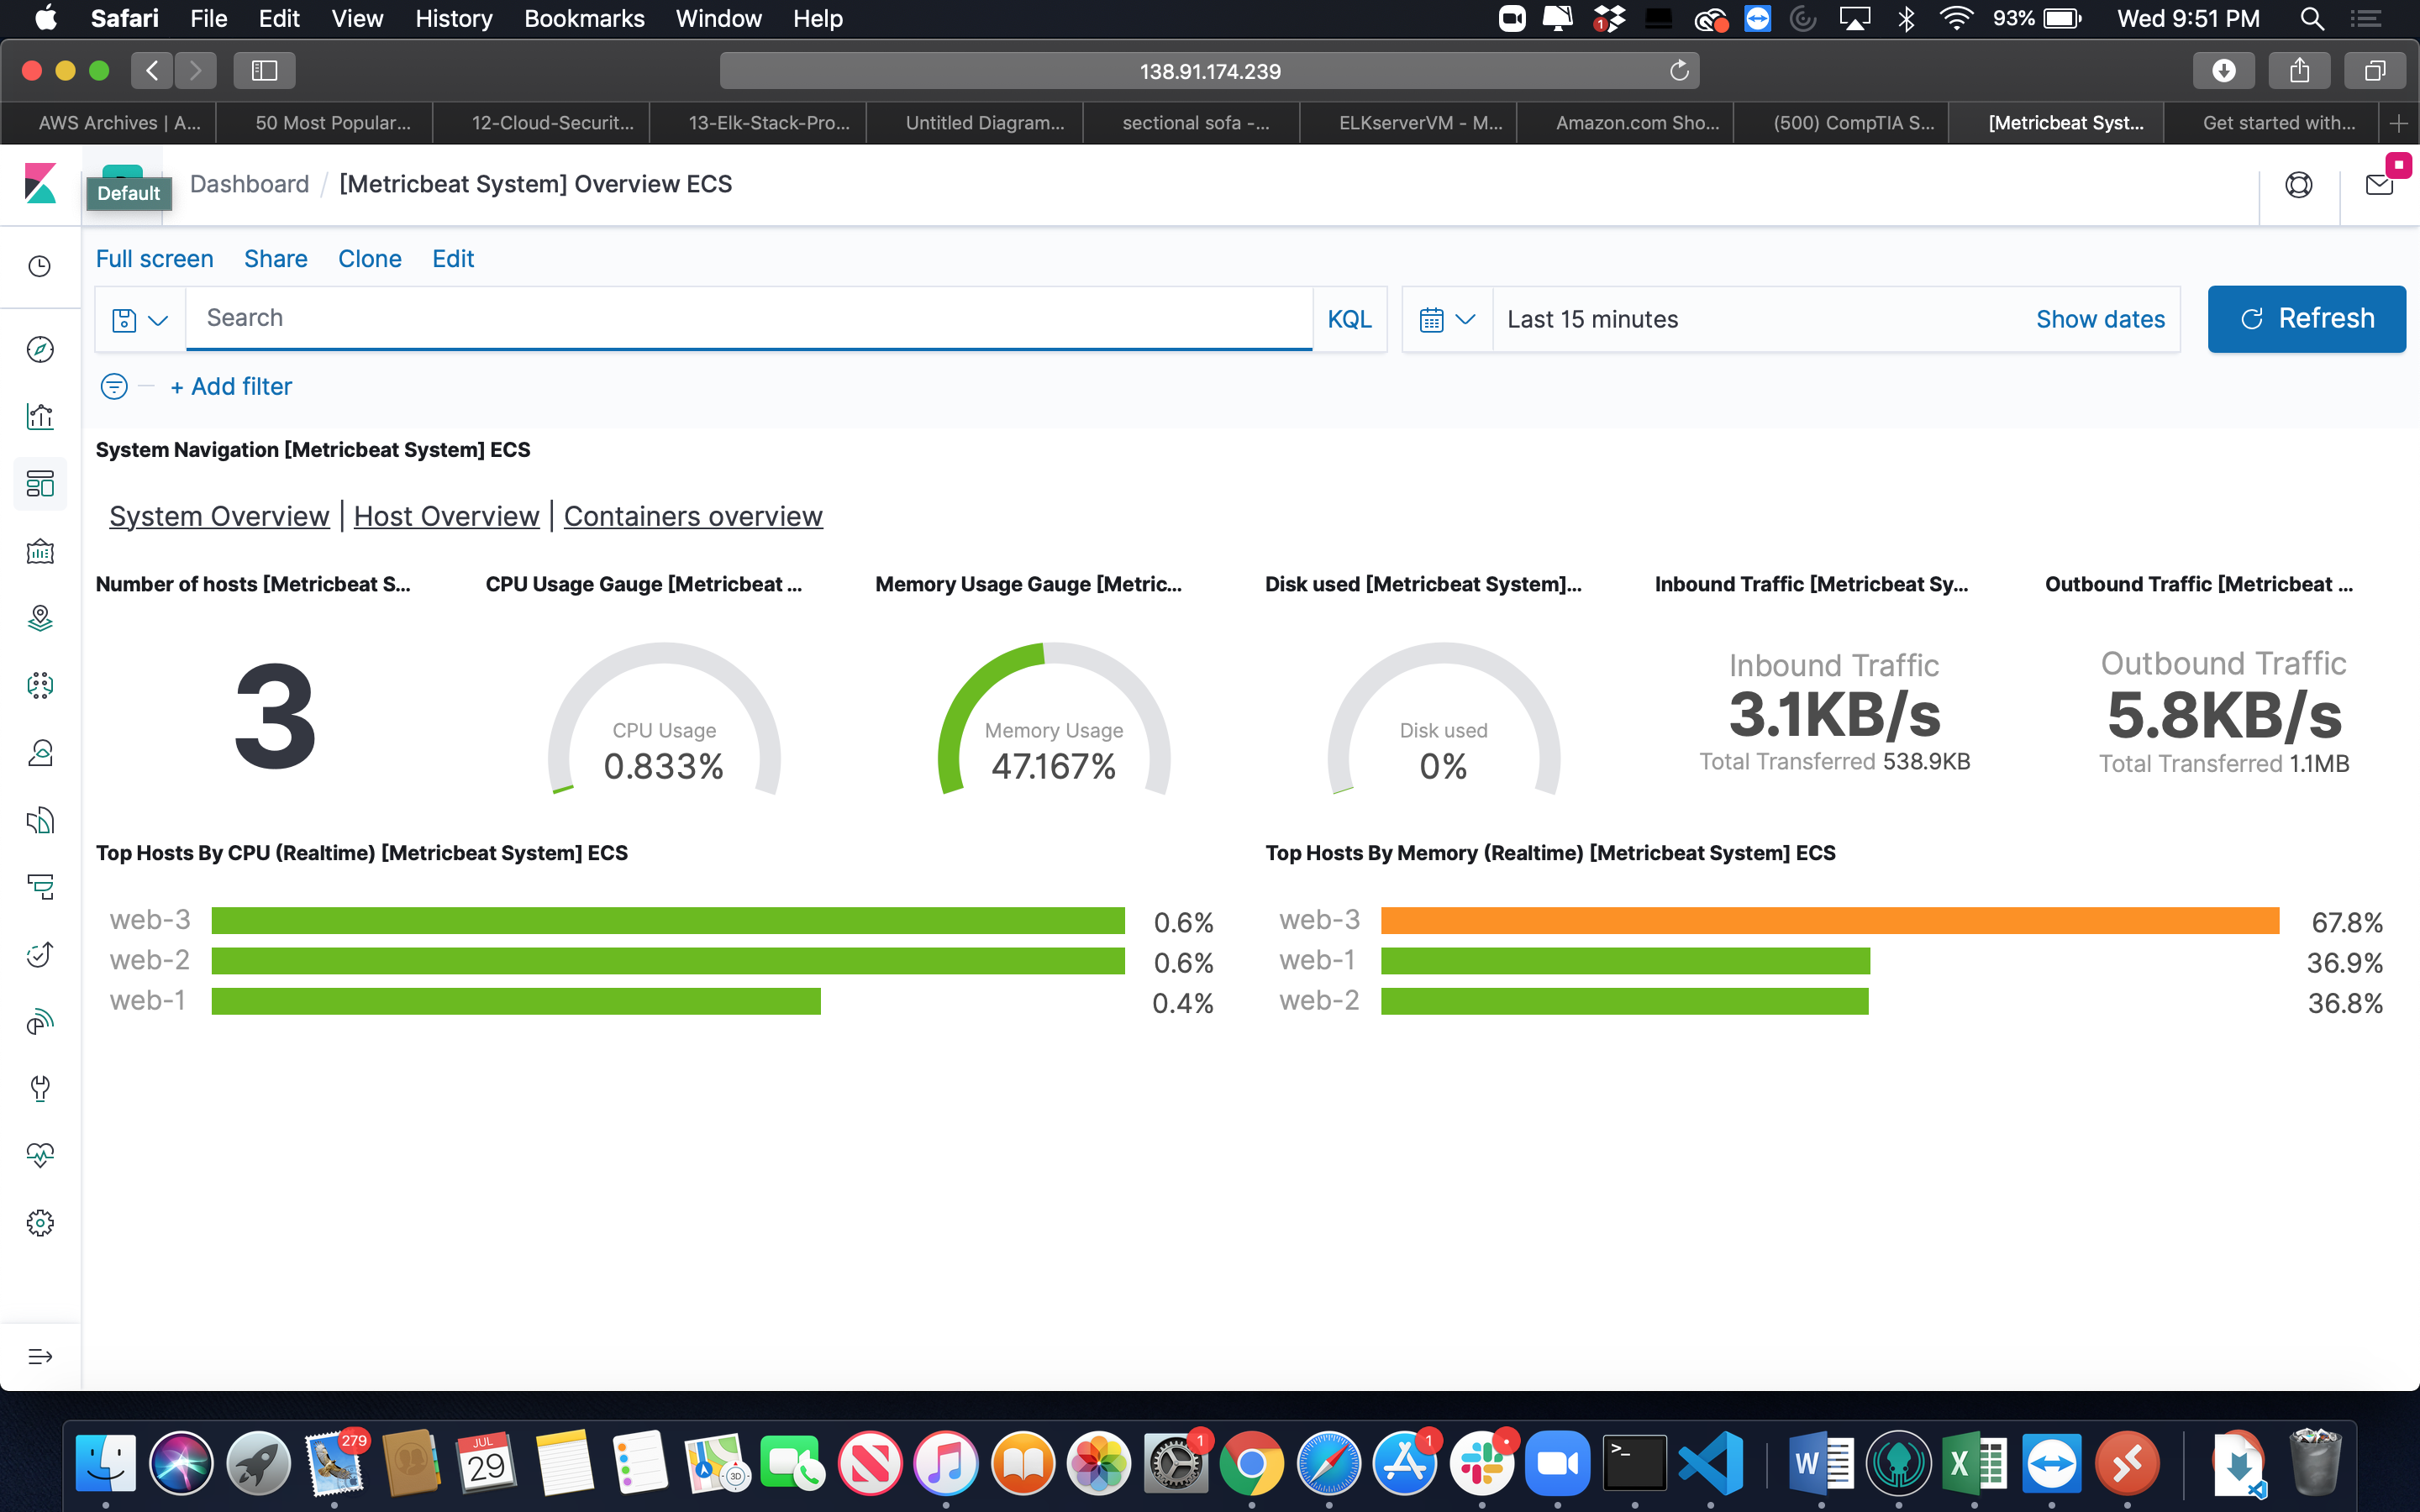 Safari File Edit View History Bookmarks Window Help 93% Wed 9:51 PM
138.91.174.239
AWS Archives | A... 50 Most Popular... 12-Cloud-Securit... 13-Elk-Stack-Pro... Untitled Diagram... sectional sofa -... ELKserverVM - M... Amazon.com Sho... (500) CompTIA S... [Metricbeat Syst... Get started with...
Default Dashboard / [Metricbeat System] Overview ECS
Full screen Share Clone Edit
Search KQL Last 15 minutes Show dates Refresh
+ Add filter
System Navigation [Metricbeat System] ECS
System Overview | Host Overview | Containers overview
Number of hosts [Metricbeat S... CPU Usage Gauge [Metricbeat ... Memory Usage Gauge [Metric... Disk used [Metricbeat System]... Inbound Traffic [Metricbeat Sy... Outbound Traffic [Metricbeat ...
3
CPU Usage
0.833%
Memory Usage
47.167%
Disk used
0%
Inbound Traffic
3.1KB/s
Total Transferred 538.9KB
Outbound Traffic
5.8KB/s
Total Transferred 1.1MB
Top Hosts By CPU (Realtime) [Metricbeat System] ECS
web-3 0.6%
web-2 0.6%
web-1 0.4%
Top Hosts By Memory (Realtime) [Metricbeat System] ECS
web-3 67.8%
web-1 36.9%
web-2 36.8%
279 JUL 29 3D 1 1 >_ W X